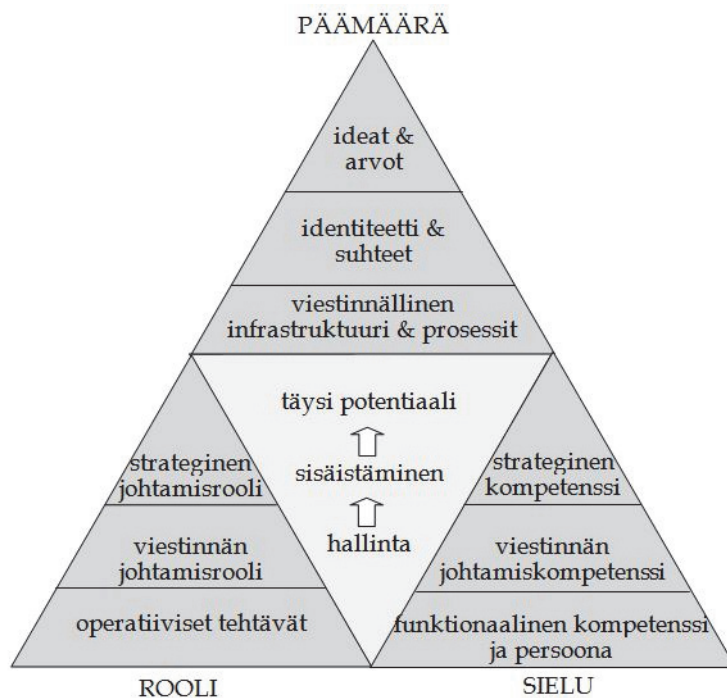 PÄÄMÄÄRÄ
ideat &
arvot
identiteetti &
suhteet
viestinnällinen
infrastruktuuri & prosessit
täysi potentiaali
sisäistäminen
hallinta
strateginen
johtamisrooli
viestinnän
johtamisrooli
operatiiviset tehtävät
strateginen
kompetenssi
viestinnän
johtamiskompetenssi
funktionaalinen kompetenssi
ja persoona
ROOLI
SIELU